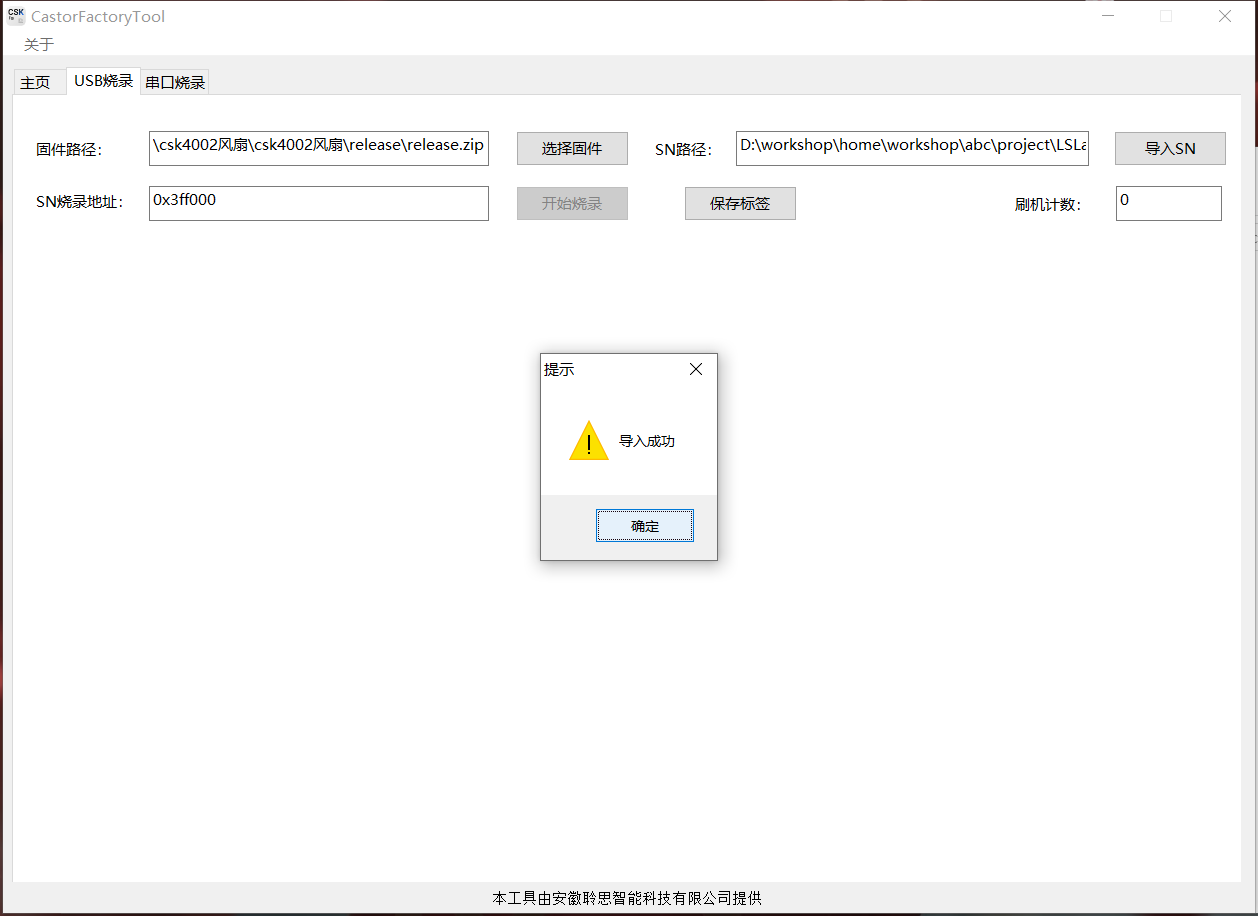 CSK
CastorFactoryTool
关于
主页 USB烧录 串口烧录
固件路径： \csk4002风扇\csk4002风扇\release\release.zip 选择固件 SN路径： D:\workshop\home\workshop\abc\project\LSLa 导入SN
SN烧录地址： 0x3ff000 开始烧录 保存标签 刷机计数： 0
提示
导入成功
确定
本工具由安徽聆思智能科技有限公司提供